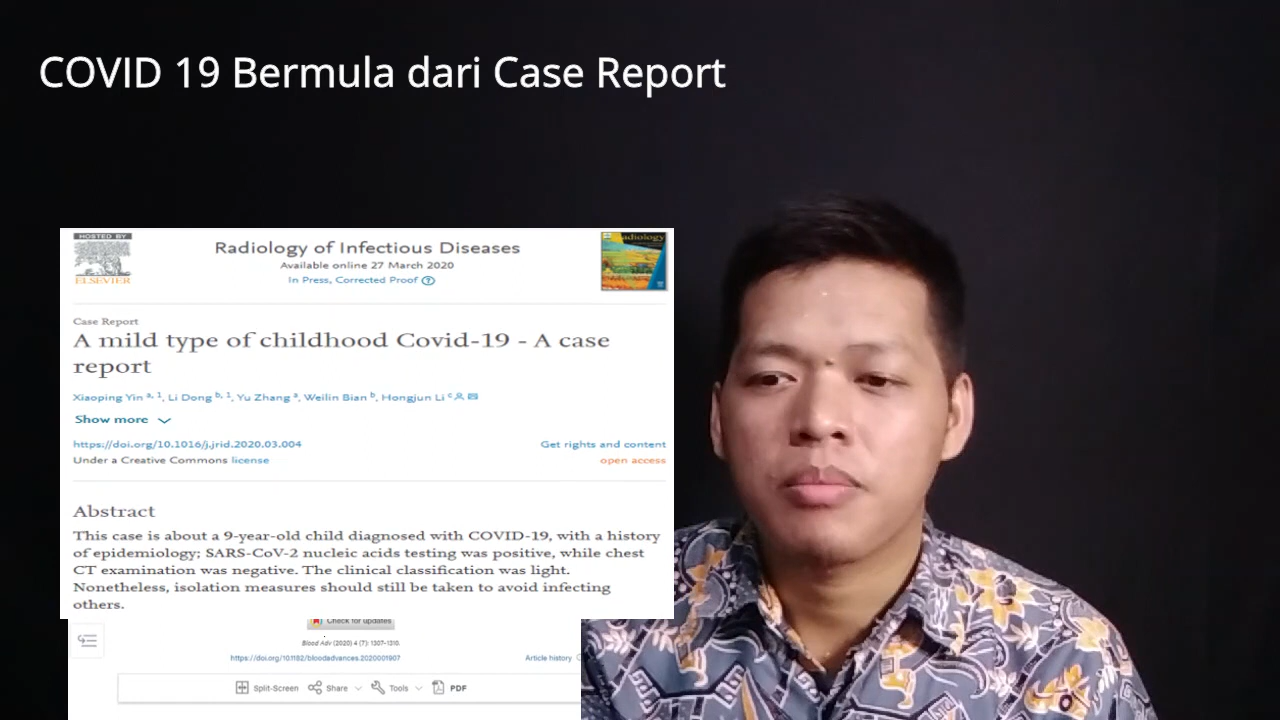 COVID 19 Bermula dari Case Report
HOSTED BY
ELSEVIER
Radiology of Infectious Diseases
Available online 27 March 2020
In Press, Corrected Proof
Radiology
Case Report
A mild type of childhood Covid-19 - A case
report
Xiaoping Yin a, 1, Li Dong b, 1, Yu Zhang a, Weilin Bian b, Hongjun Li c
Show more
https://doi.org/10.1016/j.jrid.2020.03.004
Get rights and content
Under a Creative Commons license
open access
Abstract
This case is about a 9-year-old child diagnosed with COVID-19, with a history
of epidemiology; SARS-CoV-2 nucleic acids testing was positive, while chest
CT examination was negative. The clinical classification was light.
Nonetheless, isolation measures should still be taken to avoid infecting
others.
Check for updates
Blood Adv (2020) 4 (7): 1307–1310.
https://doi.org/10.1182/bloodadvances.2020001907
Article history
Split-Screen Share Tools PDF